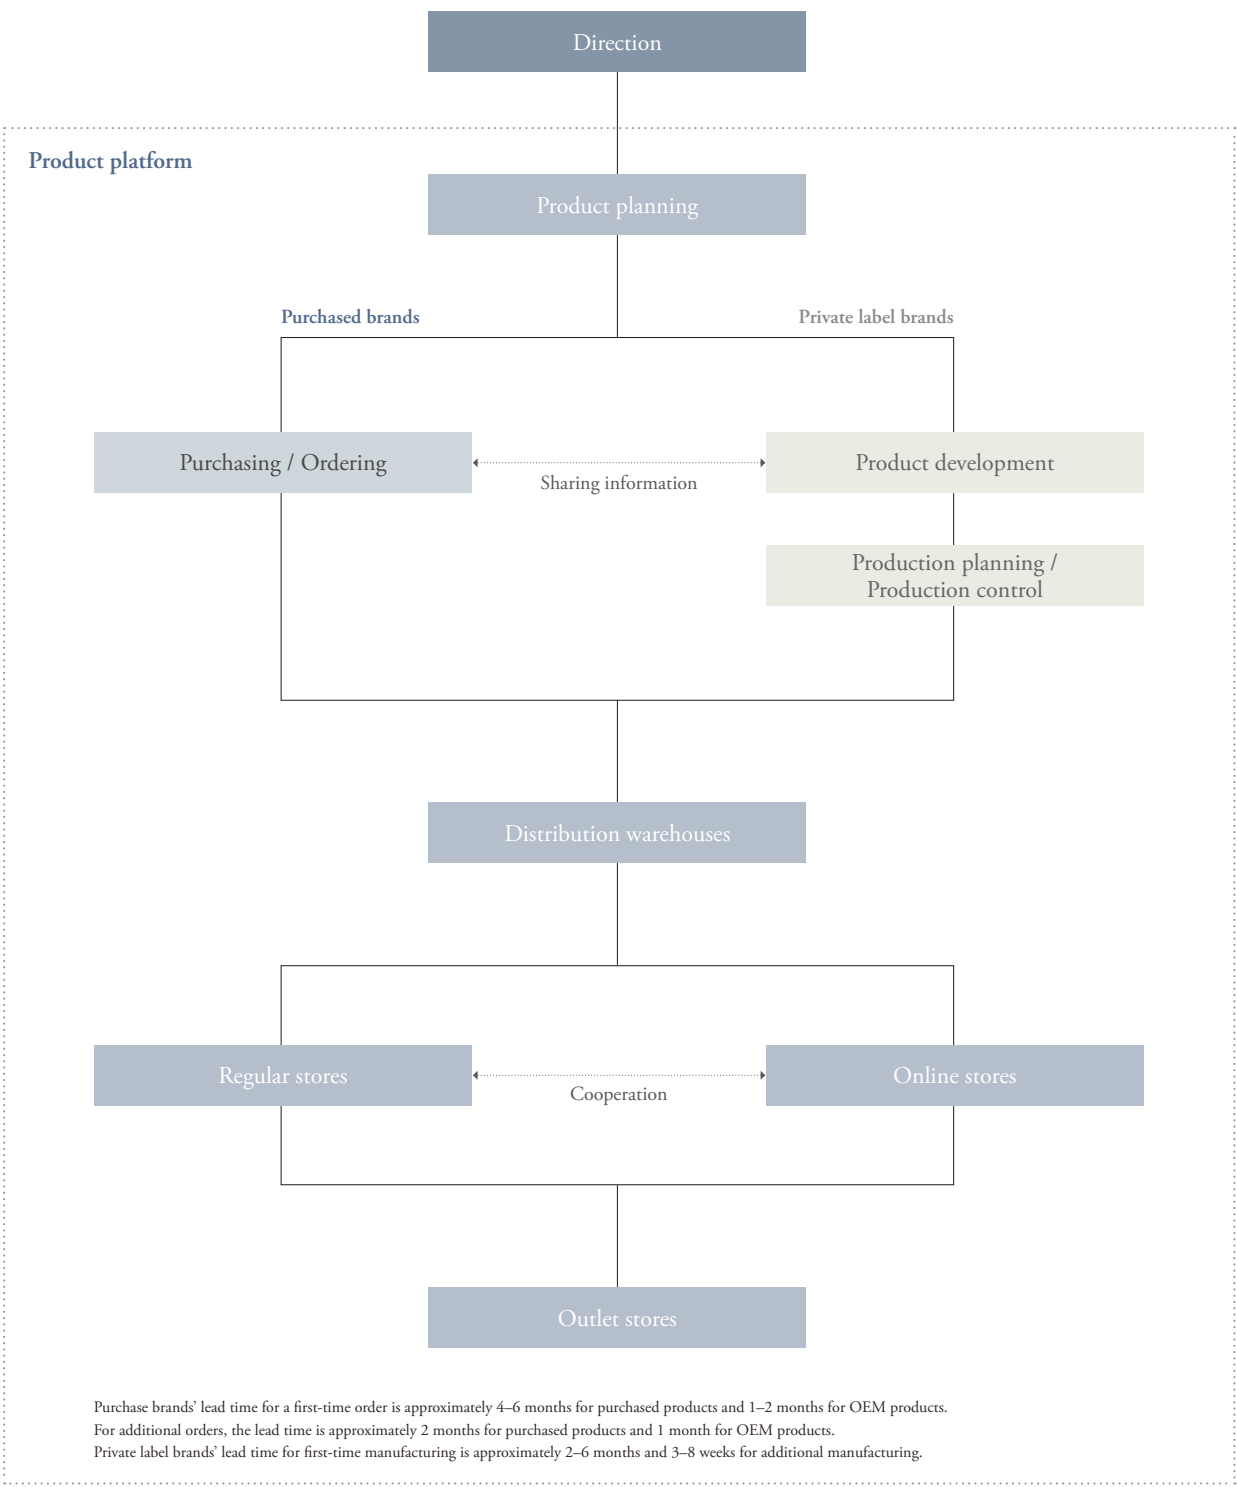 Direction
Product platform
Product planning
Purchased brands
Private label brands
Purchasing / Ordering
Product development
Sharing information
Production planning /
Production control
Distribution warehouses
Regular stores
Online stores
Cooperation
Outlet stores
Purchase brands’ lead time for a first-time order is approximately 4–6 months for purchased products and 1–2 months for OEM products.
For additional orders, the lead time is approximately 2 months for purchased products and 1 month for OEM products.
Private label brands’ lead time for first-time manufacturing is approximately 2–6 months and 3–8 weeks for additional manufacturing.